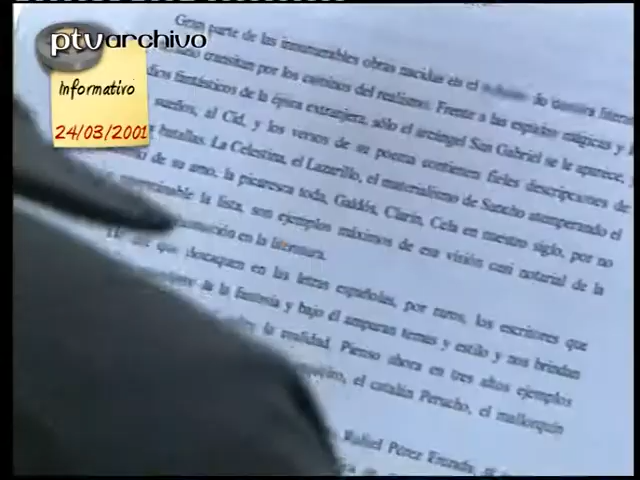 ptvarchivo
Informativo
24/03/2001
Gran parte de las innumerables obras nacidas en el de nuestra
transitan por los caminos del realismo. Frente a las espadas mágicas y
fantásticos de la épica extranjera, sólo el arcángel San Gabriel se le aparece,
sueños, al Cid, y los versos de su poema contienen fieles descripciones de
batallas. La Celestina, el Lazarillo, el materialismo de Sancho atemperando el
de su amo, la picaresca toda, Galdós, Clarín, Cela en nuestro siglo, por no
la lista, son ejemplos máximos de esa visión casi notarial de la
en la literatura.
que destaquen en las letras españolas, por raros, los escritores que
de la fantasía y bajo él amparan temas y estilo y nos brindan
la realidad. Pienso ahora en tres altos ejemplos
el catalán Perucho, el mallorquín
Rafael Pérez